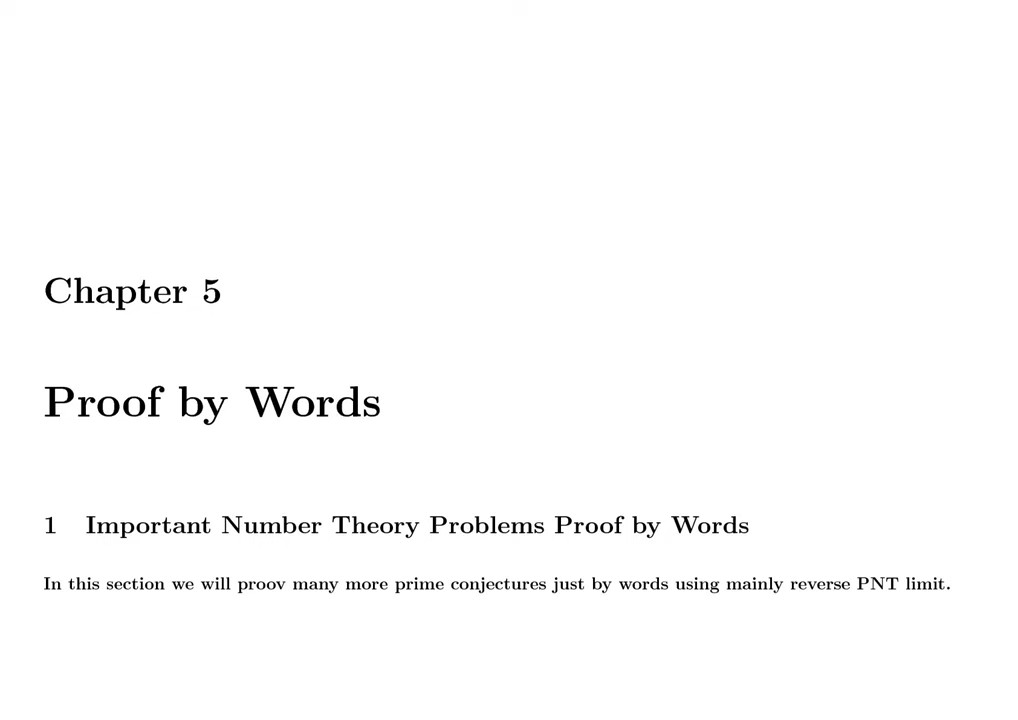 Chapter 5
Proof by Words
1 Important Number Theory Problems Proof by Words
In this section we will proov many more prime conjectures just by words using mainly reverse PNT limit.